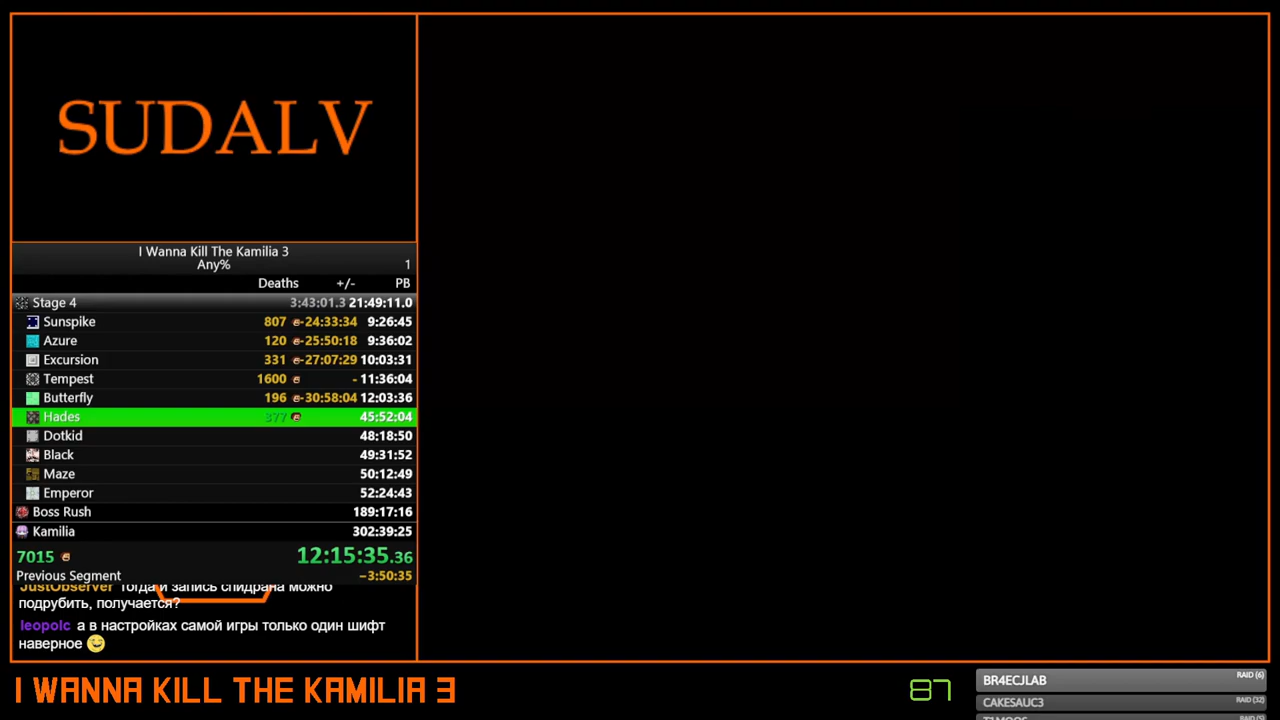 SUDALV
I Wanna Kill The Kamilia 3
Any% 1
Deaths +/- PB
Stage 4 3:43:01.3 21:49:11.0
Sunspike 807 -24:33:34 9:26:45
Azure 120 -25:50:18 9:36:02
Excursion 331 -27:07:29 10:03:31
Tempest 1600 - 11:36:04
Butterfly 196 -30:58:04 12:03:36
Hades 377 45:52:04
Dotkid 48:18:50
Black 49:31:52
Maze 50:12:49
Emperor 52:24:43
Boss Rush 189:17:16
Kamilia 302:39:25
7015 12:15:35.36
Previous Segment −3:50:35
JustObserver тогда и запись спидрана можно
подрубить, получается?
leopolc а в настройках самой игры только один шифт
наверное
I WANNA KILL THE KAMILIA 3
87
BR4ECJLAB RAID (6)
CAKESAUC3 RAID (32)